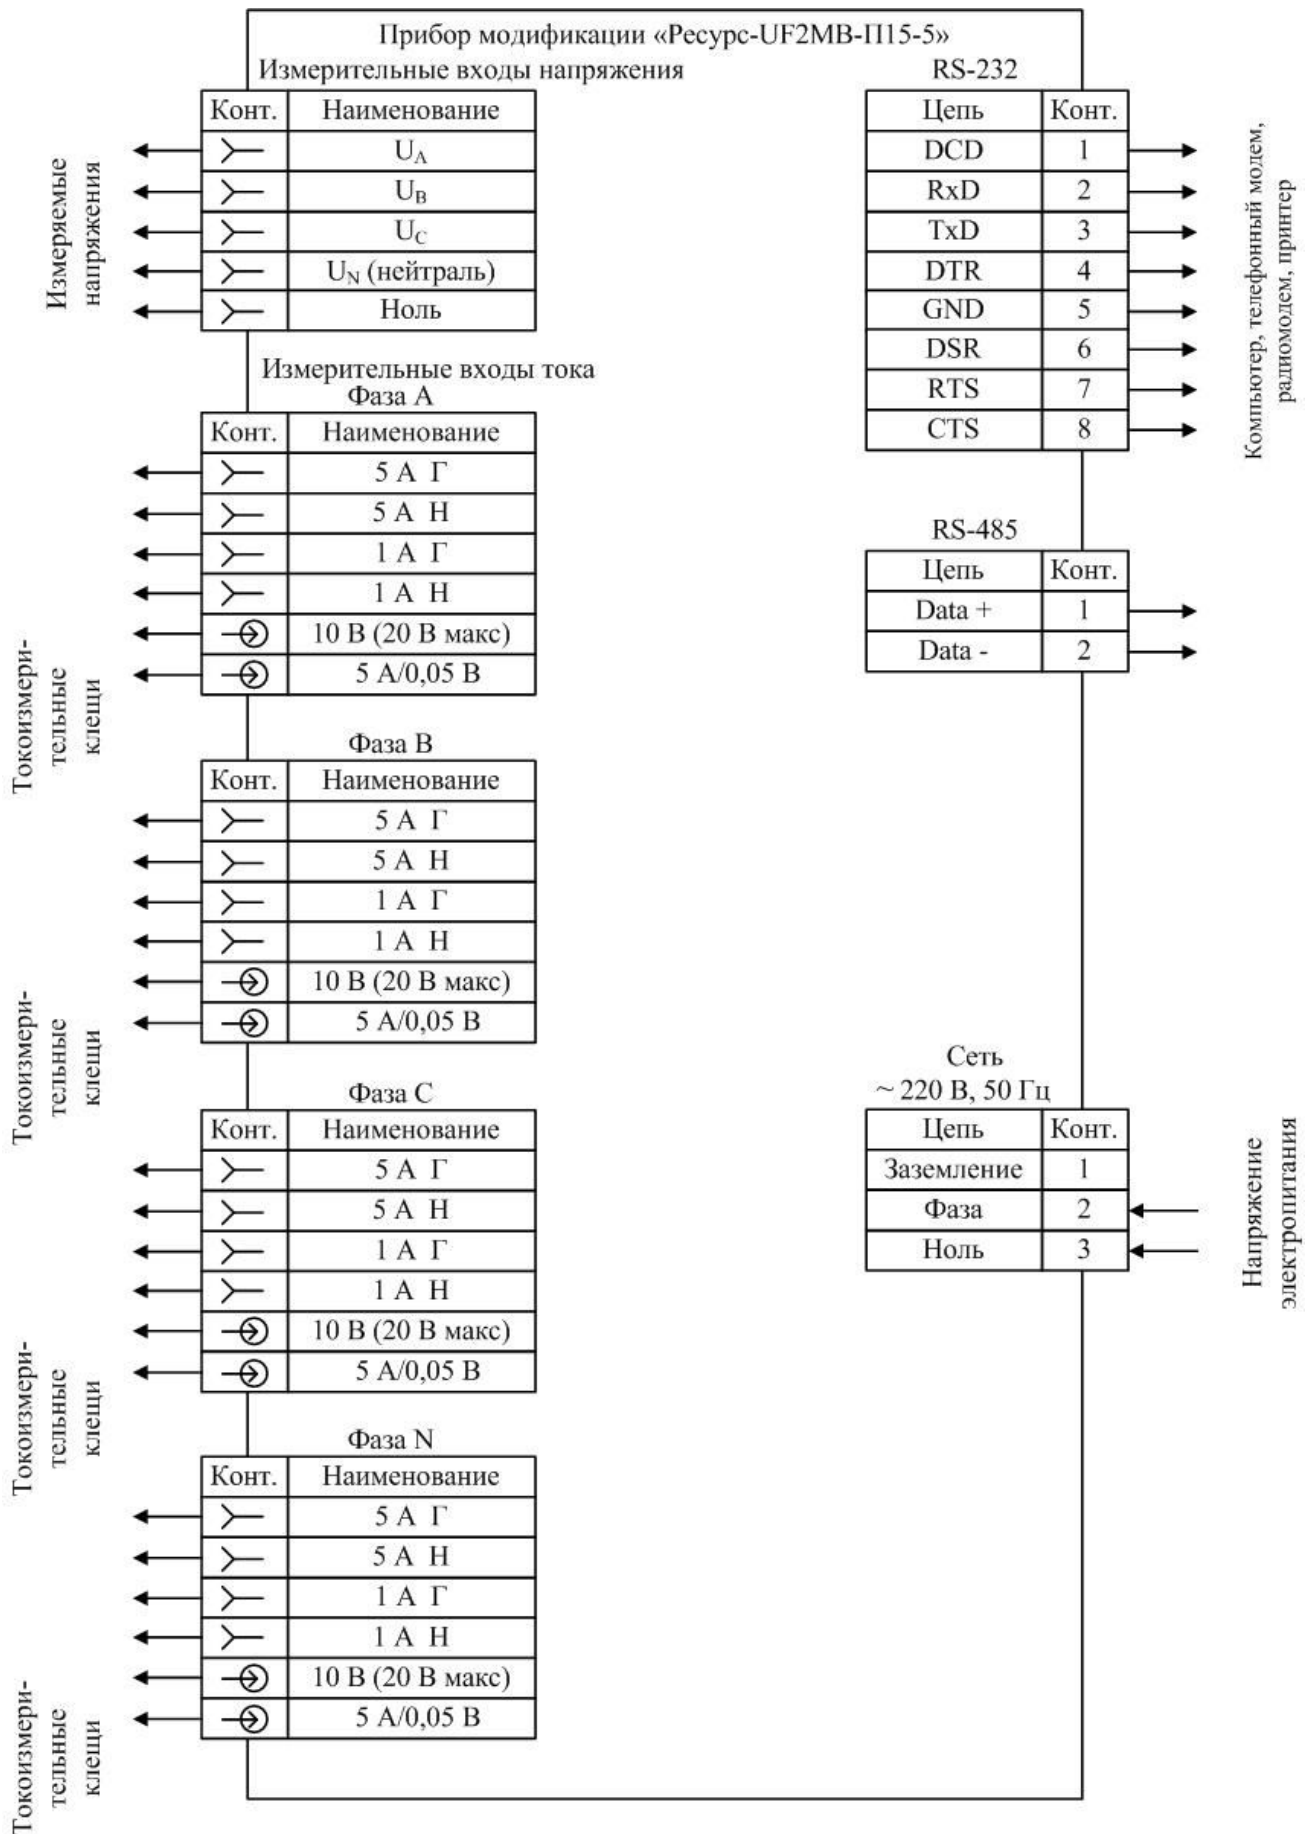 Прибор модификации «Ресурс-UF2МВ-П15-5»
Измерительные входы напряжения
Конт. Наименование
U_A
U_B
U_C
U_N (нейтраль)
Ноль
Измеряемые
напряжения
Измерительные входы тока
Фаза А
Конт. Наименование
5 А Г
5 А Н
1 А Г
1 А Н
10 В (20 В макс)
5 А/0,05 В
Токоизмери-
тельные
клещи
Фаза В
Конт. Наименование
5 А Г
5 А Н
1 А Г
1 А Н
10 В (20 В макс)
5 А/0,05 В
Токоизмери-
тельные
клещи
Фаза С
Конт. Наименование
5 А Г
5 А Н
1 А Г
1 А Н
10 В (20 В макс)
5 А/0,05 В
Токоизмери-
тельные
клещи
Фаза N
Конт. Наименование
5 А Г
5 А Н
1 А Г
1 А Н
10 В (20 В макс)
5 А/0,05 В
Токоизмери-
тельные
клещи
RS-232
Цепь Конт.
DCD 1
RxD 2
TxD 3
DTR 4
GND 5
DSR 6
RTS 7
CTS 8
Компьютер, телефонный модем,
радиомодем, принтер
RS-485
Цепь Конт.
Data + 1
Data - 2
Сеть
~ 220 В, 50 Гц
Цепь Конт.
Заземление 1
Фаза 2
Ноль 3
Напряжение
электропитания